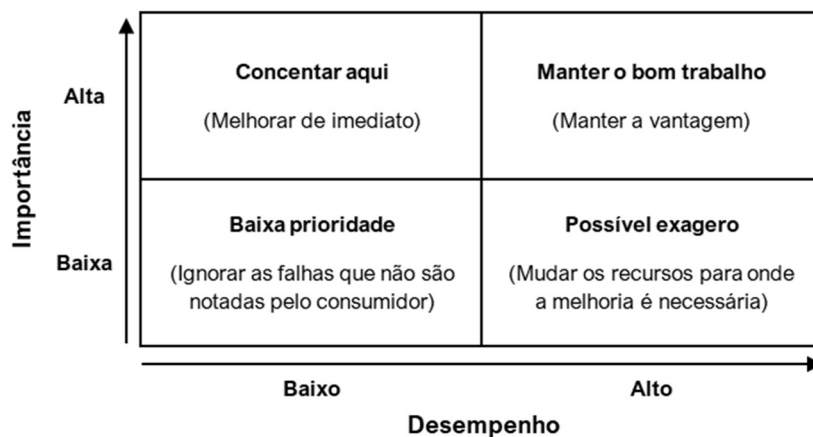 Importância
Alta
Baixa
Concentar aqui
(Melhorar de imediato)
Manter o bom trabalho
(Manter a vantagem)
Baixa prioridade
(Ignorar as falhas que não são
notadas pelo consumidor)
Possível exagero
(Mudar os recursos para onde
a melhoria é necessária)
Baixo
Alto
Desempenho